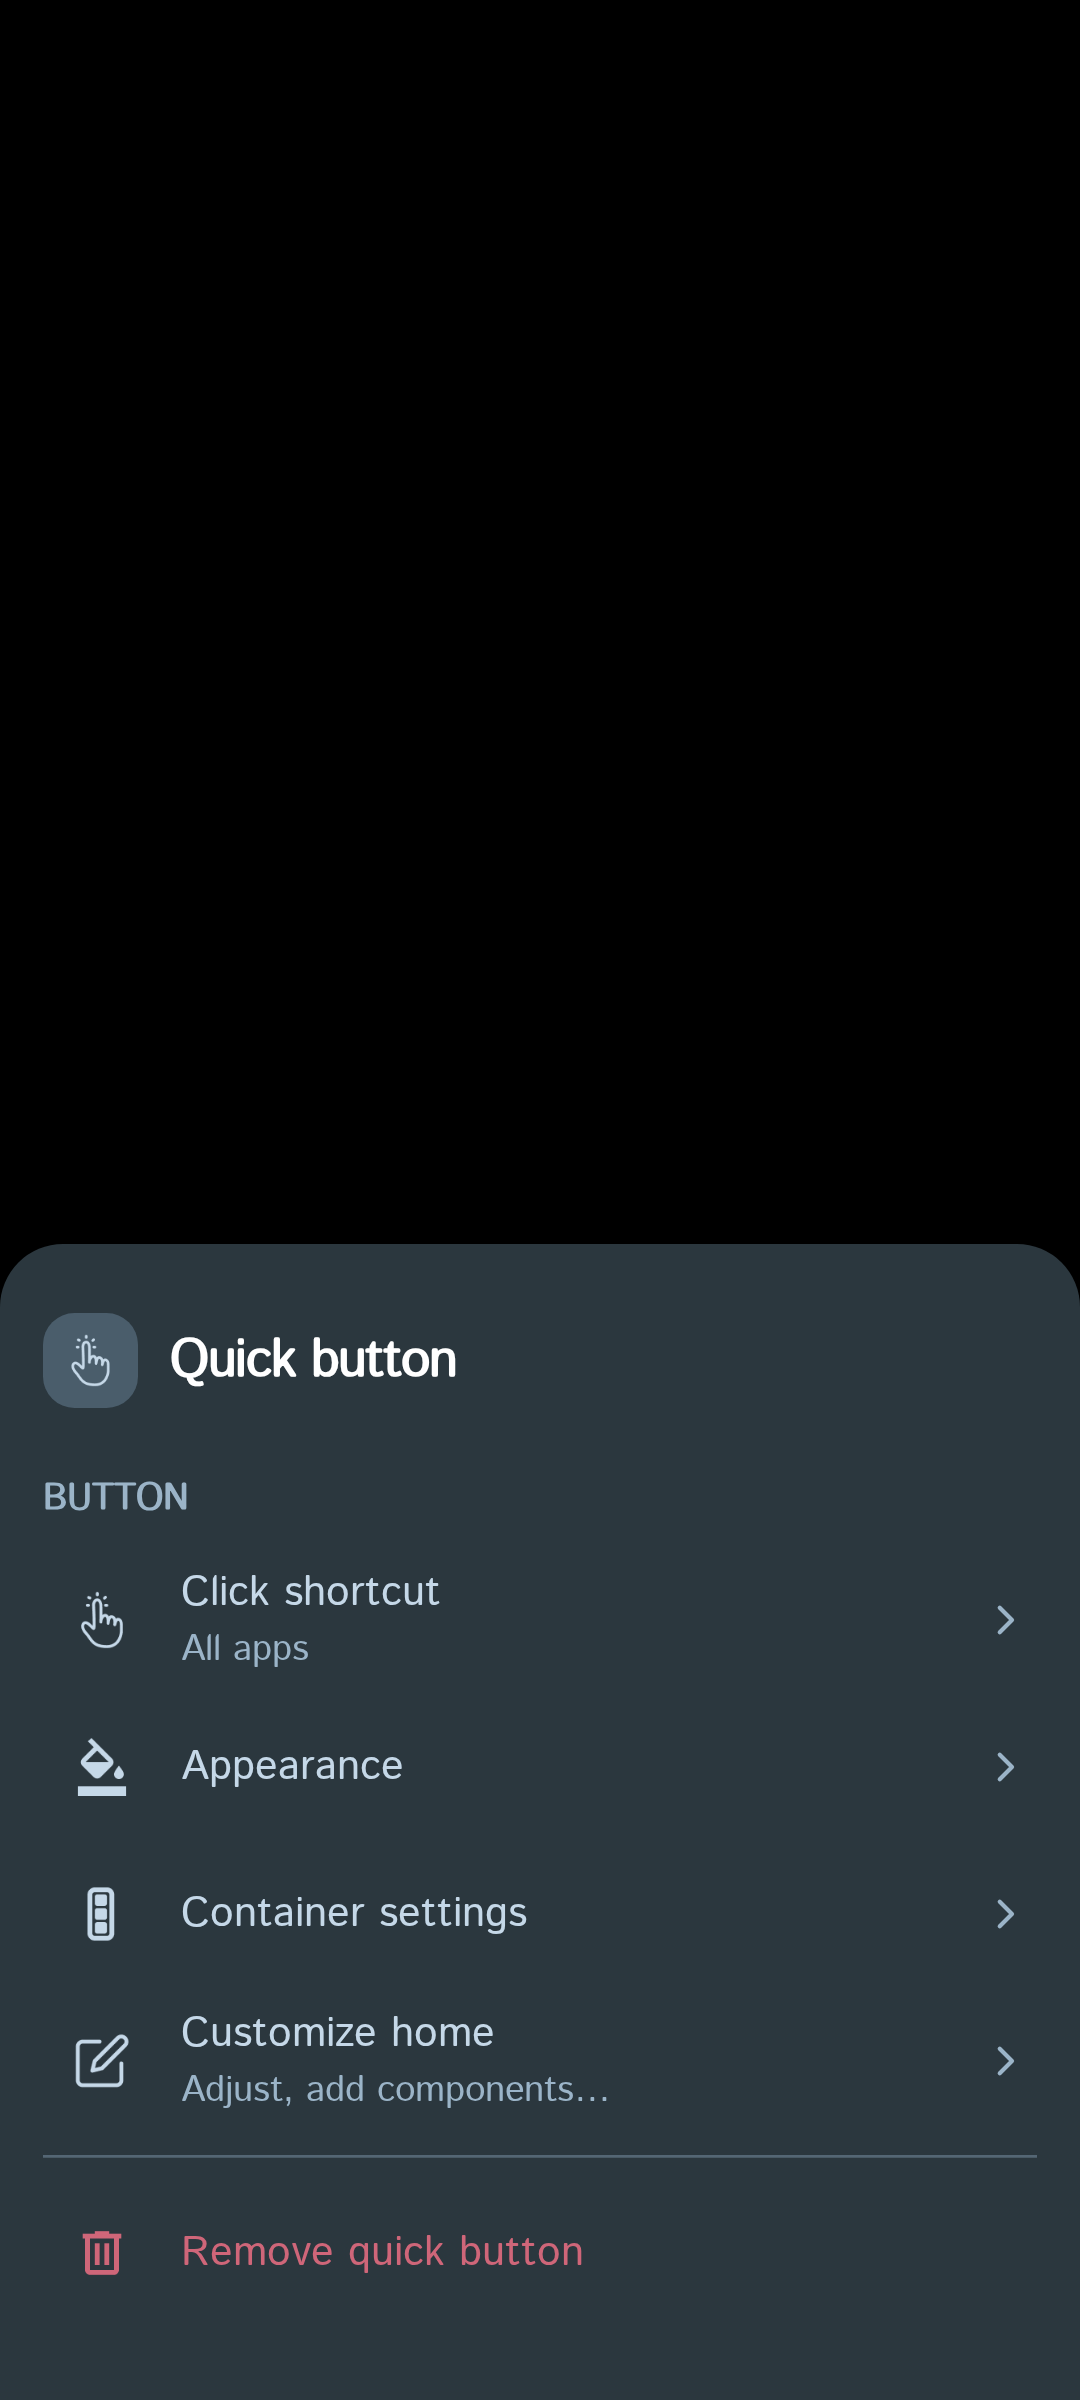 Quick button
BUTTON
Click shortcut
All apps
Appearance
Container settings
Customize home
Adjust, add components...
Remove quick button